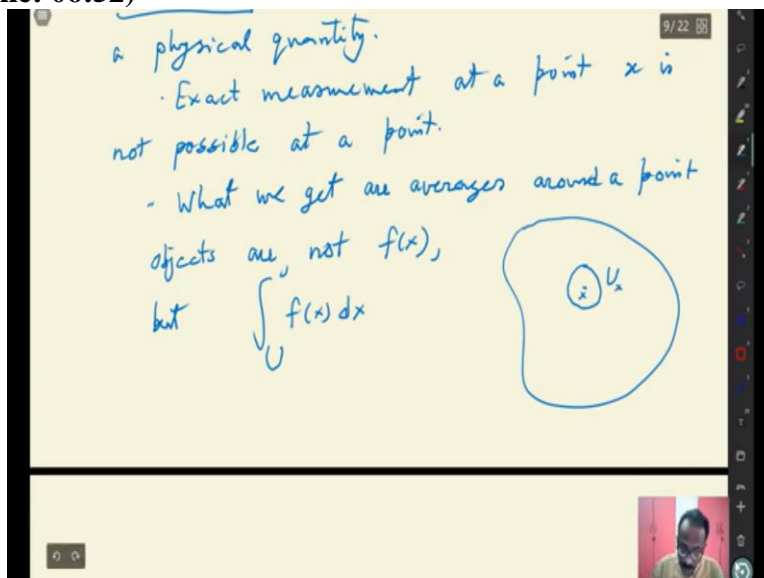 9/22
a physical quantity.
· Exact measurement at a point x is
not possible at a point.
- What we get are averages around a point
objects are not f(x),
but ∫_U f(x) dx
U_x
x